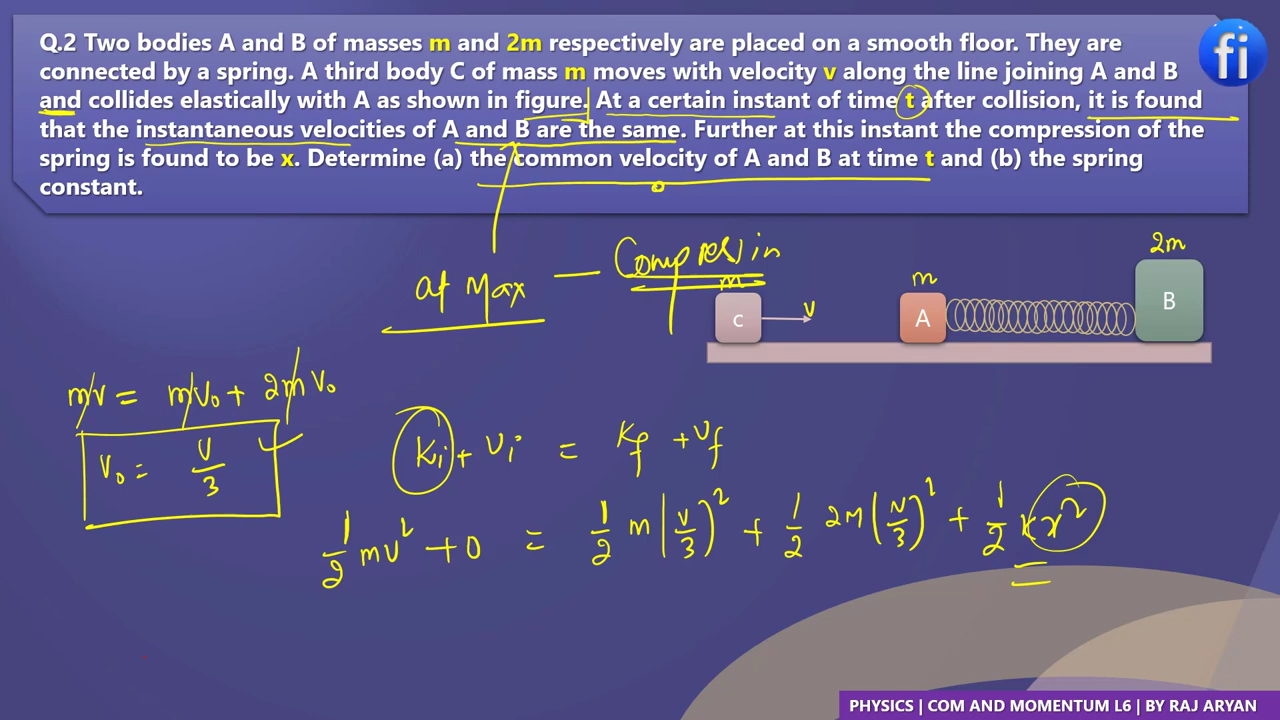 Q.2 Two bodies A and B of masses m and 2m respectively are placed on a smooth floor. They are
connected by a spring. A third body C of mass m moves with velocity v along the line joining A and B
and collides elastically with A as shown in figure. At a certain instant of time t after collision, it is found
that the instantaneous velocities of A and B are the same. Further at this instant the compression of the
spring is found to be x. Determine (a) the common velocity of A and B at time t and (b) the spring
constant.
fi
at Max — Compressin
2m
m
m
C
v
A
B
mv = mv₀ + 2mv₀
v₀ = v/3
Ki + Ui = Kf + Uf
1/2 mv² + 0 = 1/2 m(v/3)² + 1/2 2M(v/3)² + 1/2 kx²
PHYSICS | COM AND MOMENTUM L6 | BY RAJ ARYAN